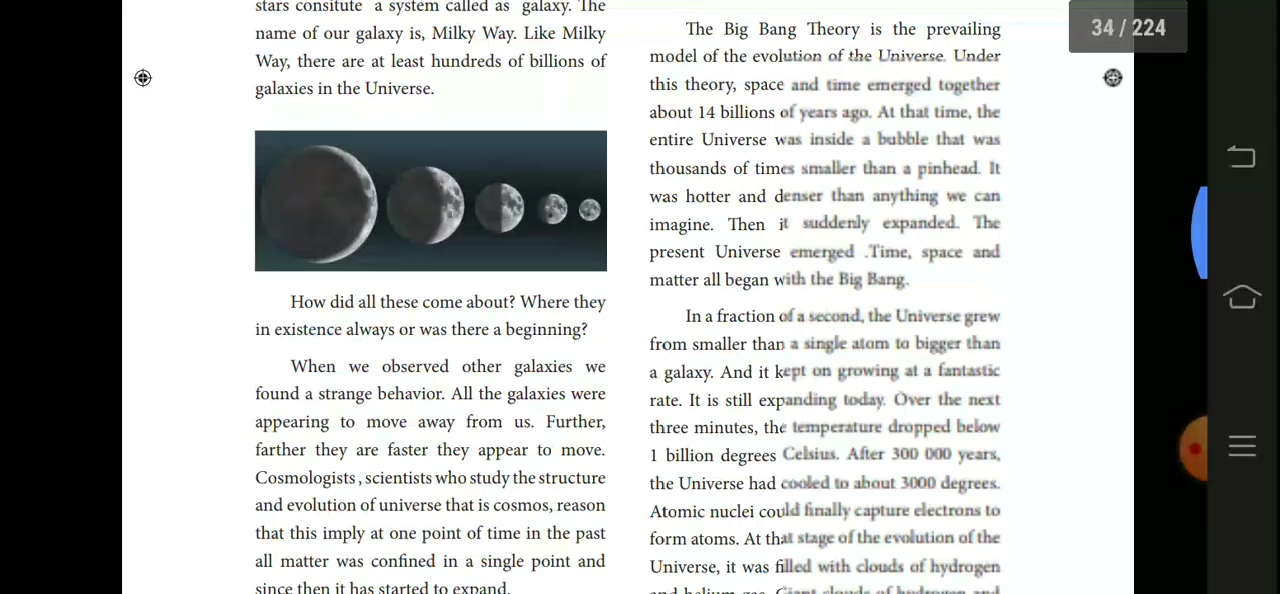 stars consitute a system called as galaxy. The
name of our galaxy is, Milky Way. Like Milky
Way, there are at least hundreds of billions of
galaxies in the Universe.
How did all these come about? Where they
in existence always or was there a beginning?
When we observed other galaxies we
found a strange behavior. All the galaxies were
appearing to move away from us. Further,
farther they are faster they appear to move.
Cosmologists, scientists who study the structure
and evolution of universe that is cosmos, reason
that this imply at one point of time in the past
all matter was confined in a single point and
since then it has started to expand.
The Big Bang Theory is the prevailing
model of the evolution of the Universe. Under
this theory, space and time emerged together
about 14 billions of years ago. At that time, the
entire Universe was inside a bubble that was
thousands of times smaller than a pinhead. It
was hotter and denser than anything we can
imagine. Then it suddenly expanded. The
present Universe emerged .Time, space and
matter all began with the Big Bang.
In a fraction of a second, the Universe grew
from smaller than a single atom to bigger than
a galaxy. And it kept on growing at a fantastic
rate. It is still expanding today. Over the next
three minutes, the temperature dropped below
1 billion degrees Celsius. After 300 000 years,
the Universe had cooled to about 3000 degrees.
Atomic nuclei could finally capture electrons to
form atoms. At that stage of the evolution of the
Universe, it was filled with clouds of hydrogen
and helium gas. Giant clouds of hydrogen and
34 / 224